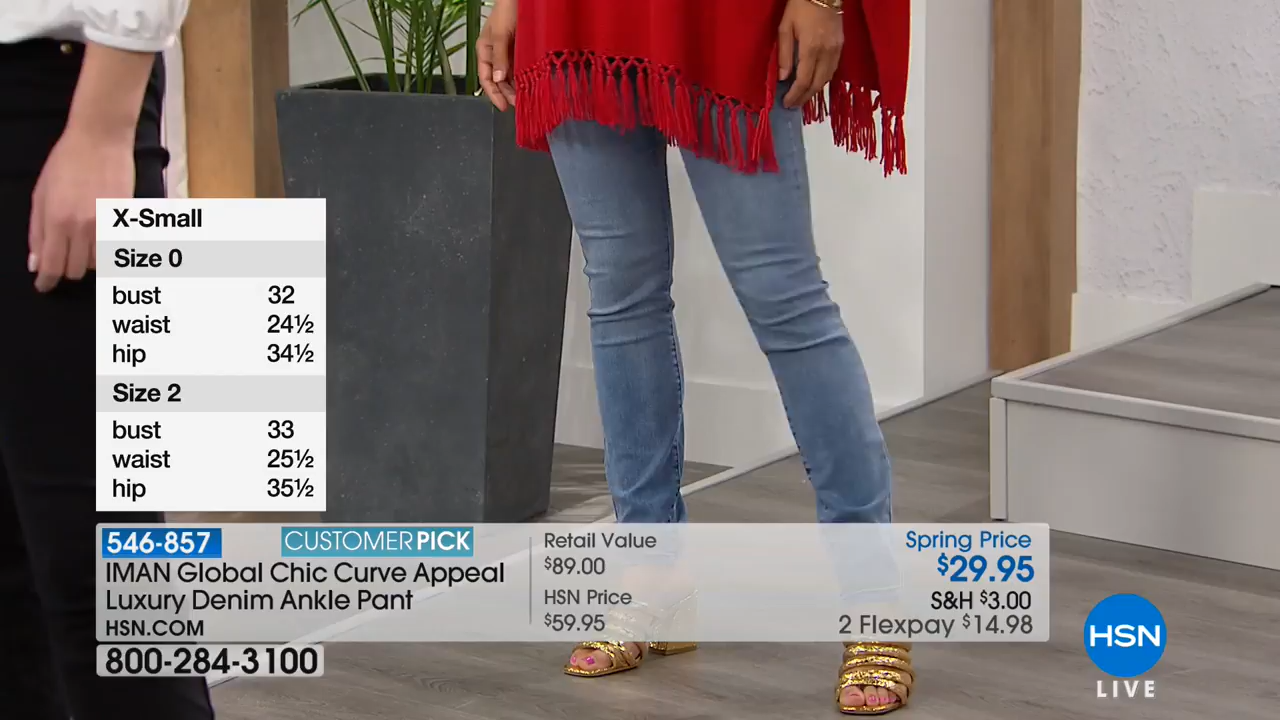 X-Small
Size 0
bust 32
waist 24½
hip 34½
Size 2
bust 33
waist 25½
hip 35½
546-857 CUSTOMERPICK
IMAN Global Chic Curve Appeal
Luxury Denim Ankle Pant
HSN.COM
800-284-3100
Retail Value
$89.00
HSN Price
$59.95
Spring Price
$29.95
S&H $3.00
2 Flexpay $14.98
HSN
LIVE